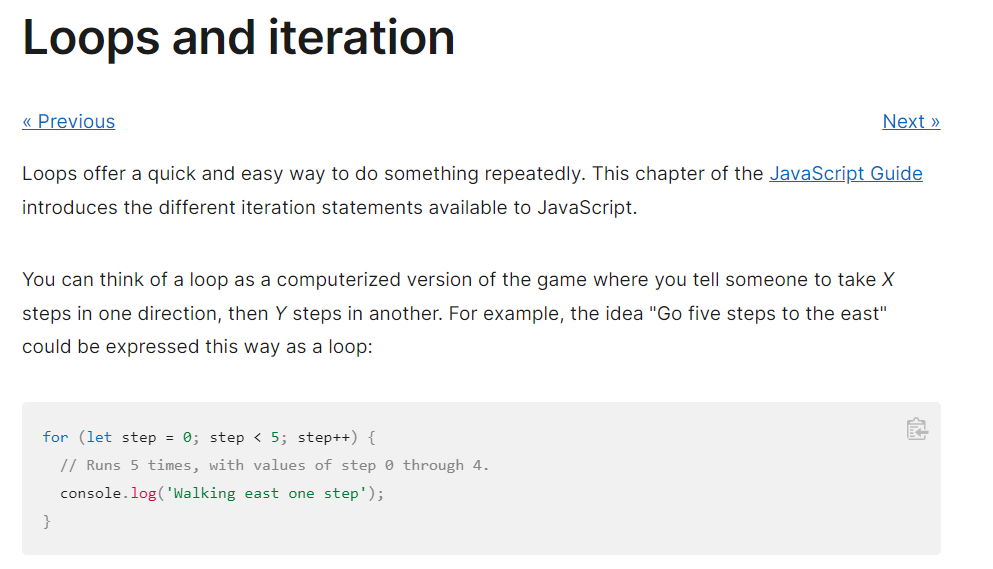 Loops and iteration
« Previous
Next »
Loops offer a quick and easy way to do something repeatedly. This chapter of the JavaScript Guide
introduces the different iteration statements available to JavaScript.
You can think of a loop as a computerized version of the game where you tell someone to take X
steps in one direction, then Y steps in another. For example, the idea "Go five steps to the east"
could be expressed this way as a loop:
for (let step = 0; step < 5; step++) {
  // Runs 5 times, with values of step 0 through 4.
  console.log('Walking east one step');
}